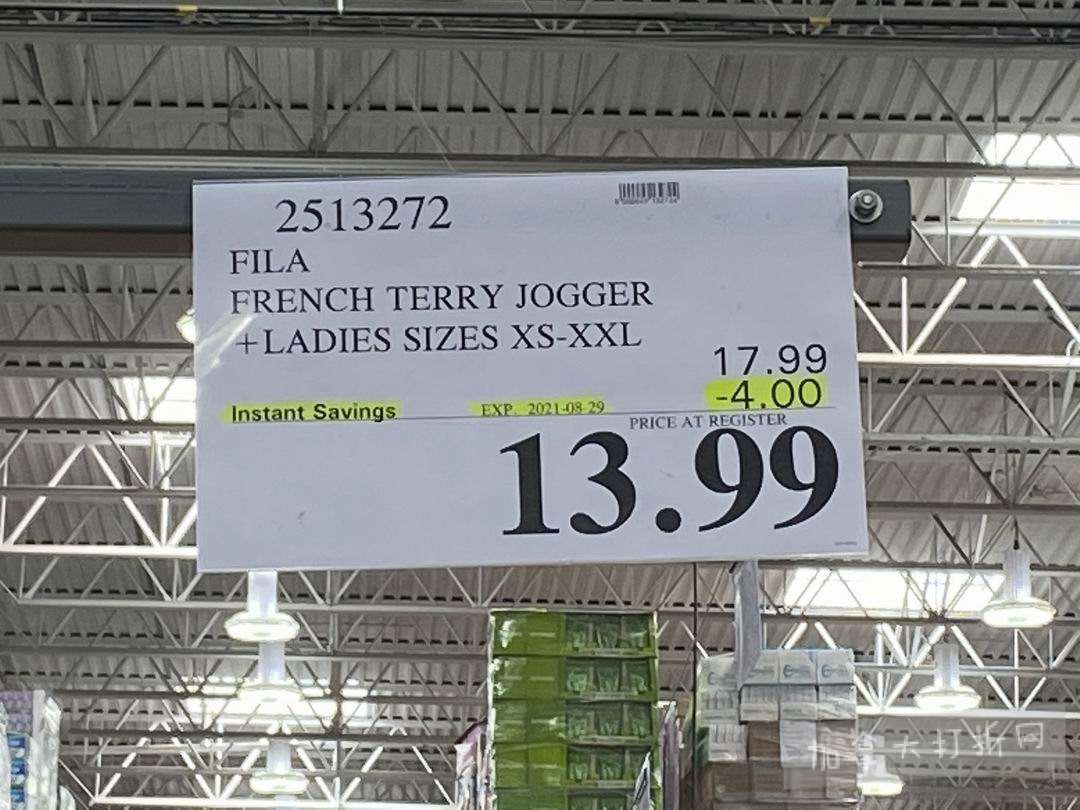 2513272
FILA
FRENCH TERRY JOGGER
+LADIES SIZES XS-XXL
17.99
-4.00
Instant Savings EXP. 2021-08-29
PRICE AT REGISTER
13.99
加拿大打折网